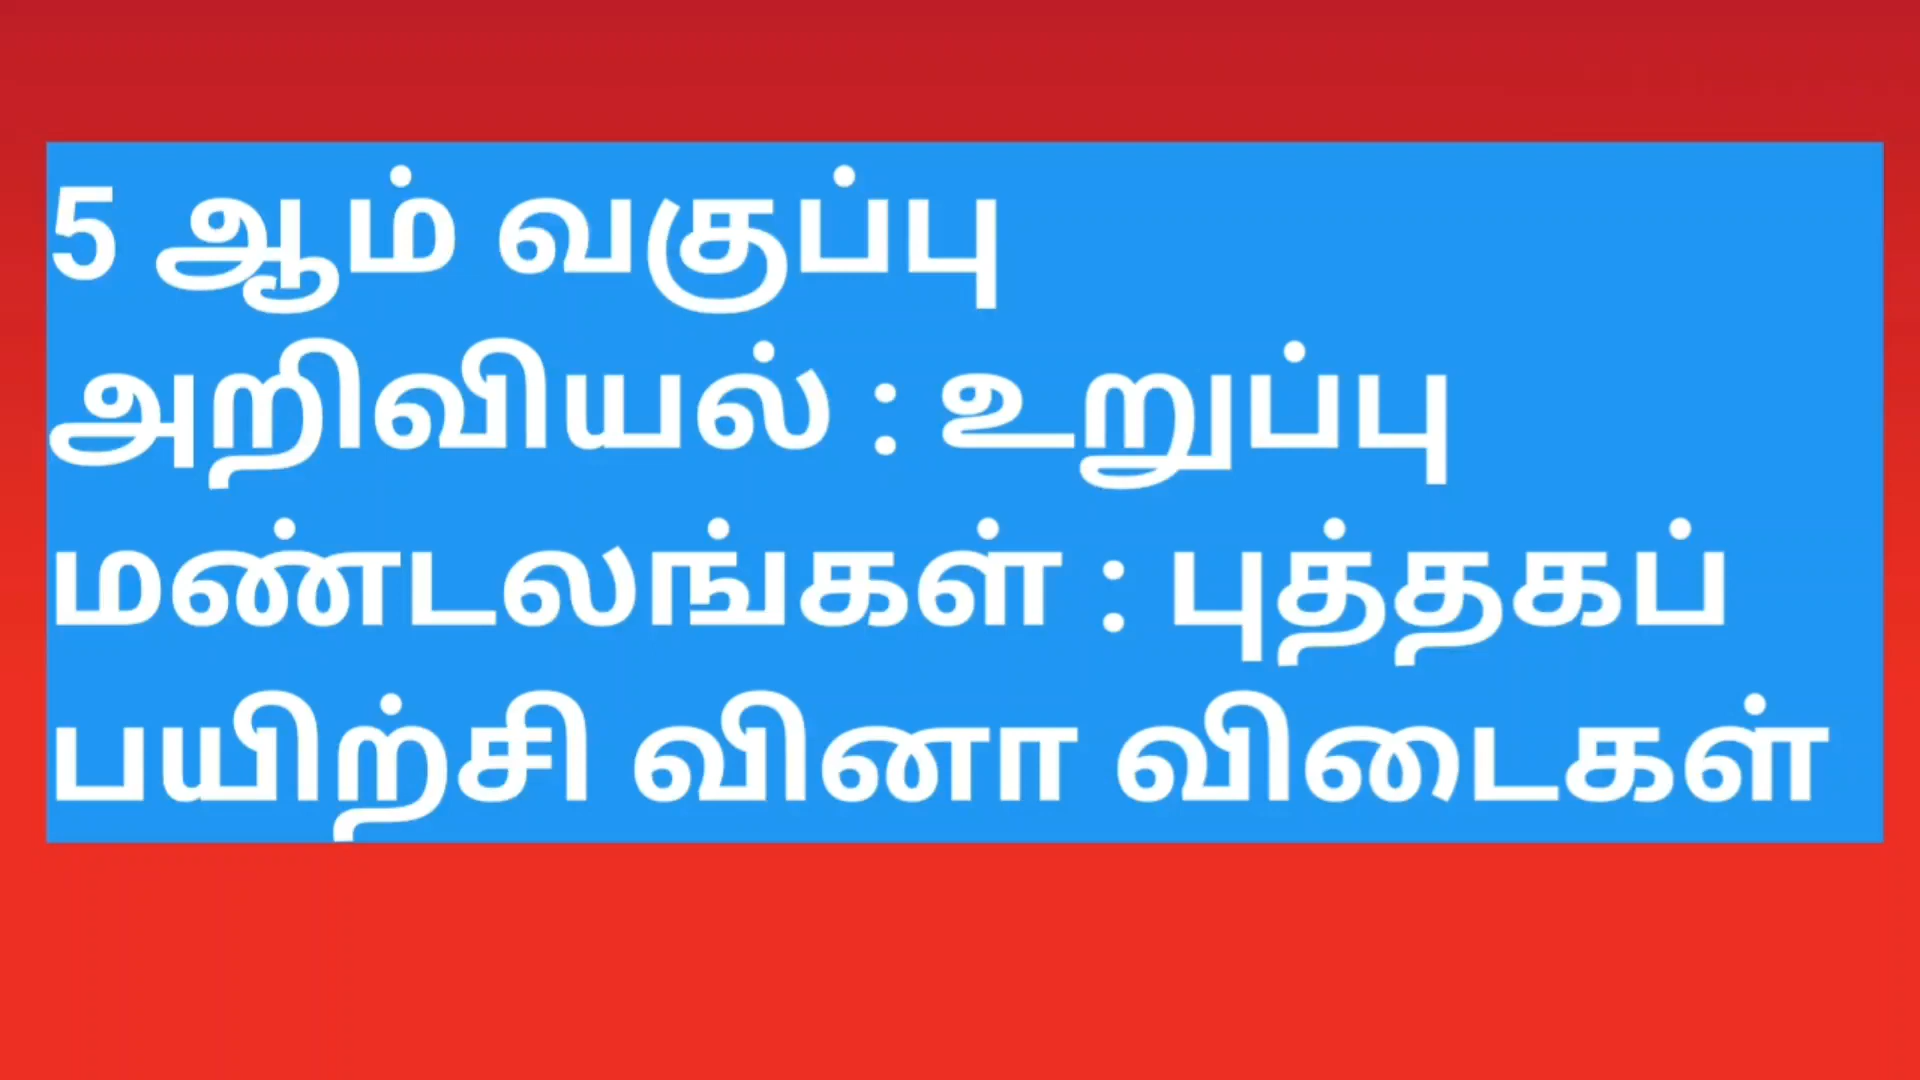 5 ஆம் வகுப்பு
அறிவியல் : உறுப்பு
மண்டலங்கள் : புத்தகப்
பயிற்சி வினா விடைகள்